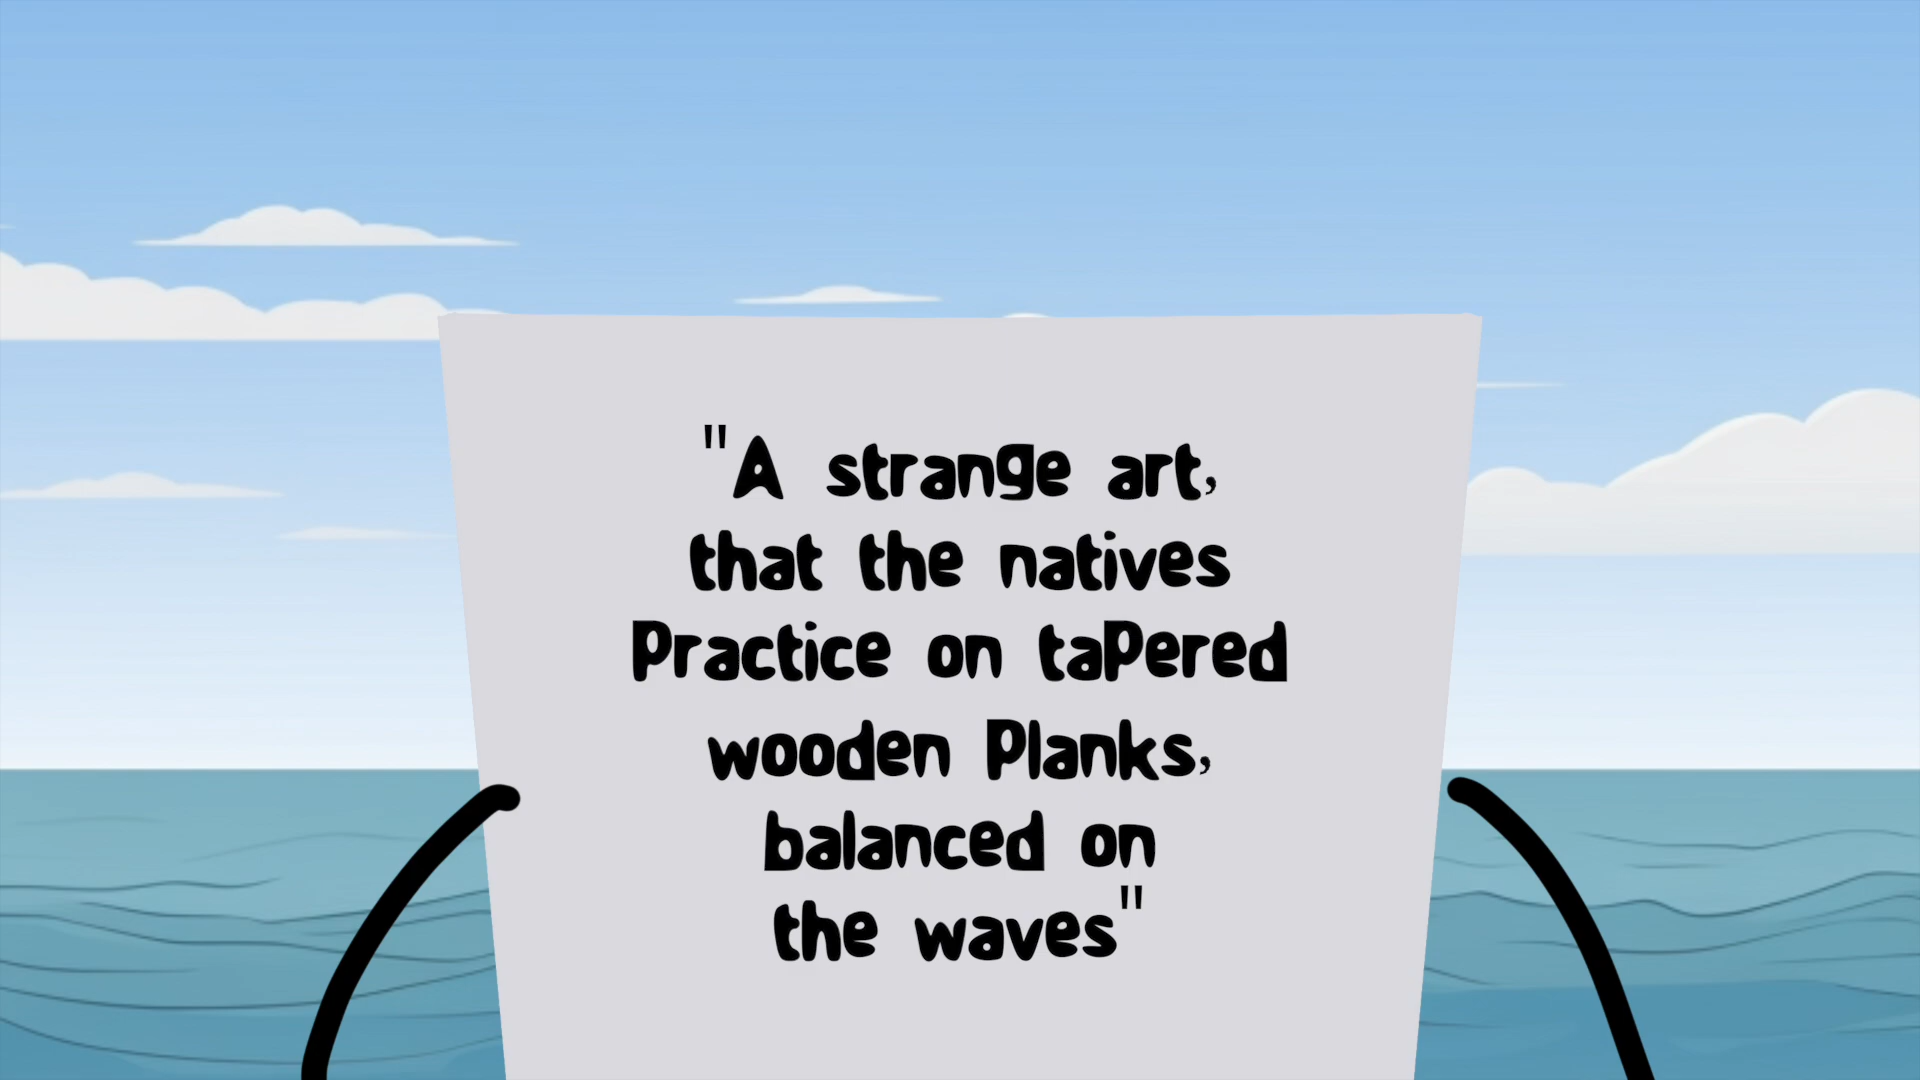 "A strange art,
that the natives
Practice on taPered
wooden Planks,
balanced on
the waves"